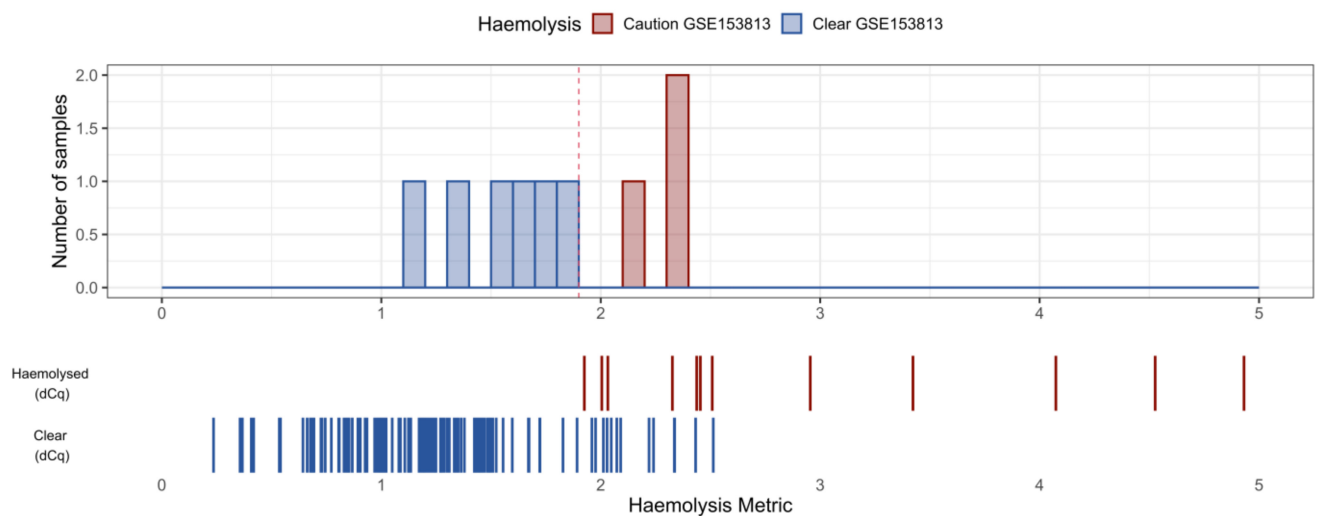 Haemolysis Caution GSE153813 Clear GSE153813
Number of samples
2.0
1.5
1.0
0.5
0.0
0 1 2 3 4 5
Haemolysed
(dCq)
Clear
(dCq)
0 1 2 3 4 5
Haemolysis Metric